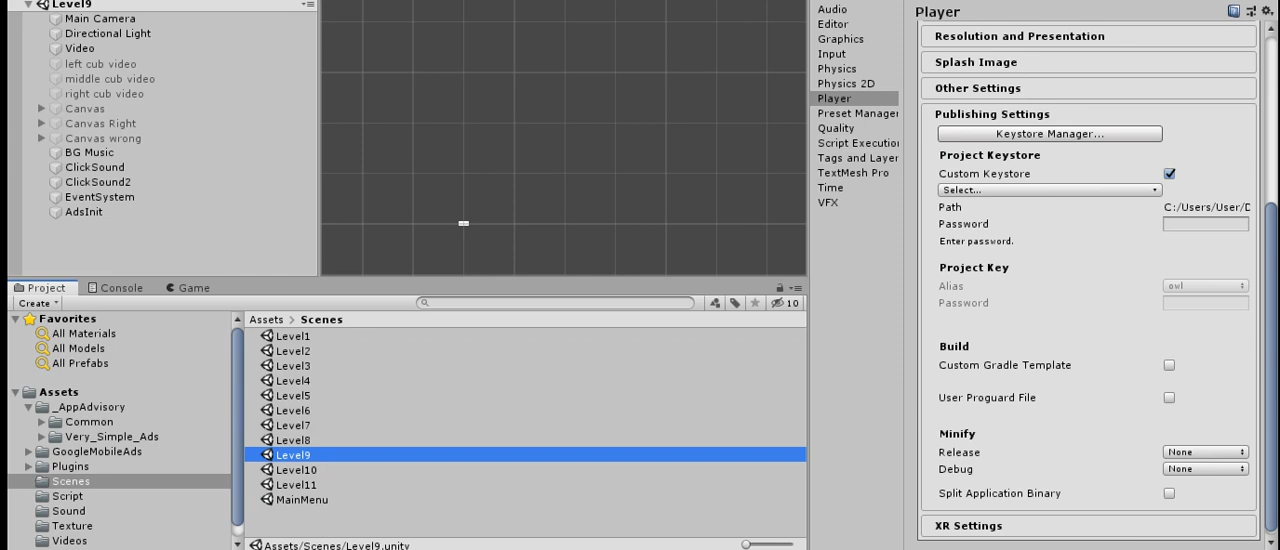 Level9
Main Camera
Directional Light
Video
left cub video
middle cub video
right cub video
Canvas
Canvas Right
Canvas wrong
BG Music
ClickSound
ClickSound2
EventSystem
AdsInit
Project
Console
Game
Create
10
Favorites
All Materials
All Models
All Prefabs
Assets
_AppAdvisory
Common
Very_Simple_Ads
GoogleMobileAds
Plugins
Scenes
Script
Sound
Texture
Videos
Assets > Scenes
Level1
Level2
Level3
Level4
Level5
Level6
Level7
Level8
Level9
Level10
Level11
MainMenu
Assets/Scenes/Level9.unity
Audio
Editor
Graphics
Input
Physics
Physics 2D
Player
Preset Manager
Quality
Script Execution
Tags and Layer
TextMesh Pro
Time
VFX
Player
Resolution and Presentation
Splash Image
Other Settings
Publishing Settings
Keystore Manager...
Project Keystore
Custom Keystore
Select...
Path C:/Users/User/D
Password
Enter password.
Project Key
Alias owl
Password
Build
Custom Gradle Template
User Proguard File
Minify
Release None
Debug None
Split Application Binary
XR Settings